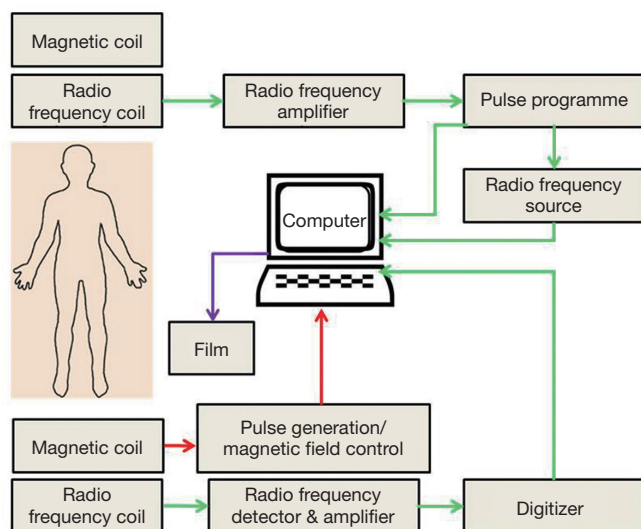 Magnetic coil
Radio
frequency coil
Radio frequency
amplifier
Pulse programme
Radio frequency
source
Computer
Film
Magnetic coil
Pulse generation/
magnetic field control
Radio
frequency coil
Radio frequency
detector & amplifier
Digitizer